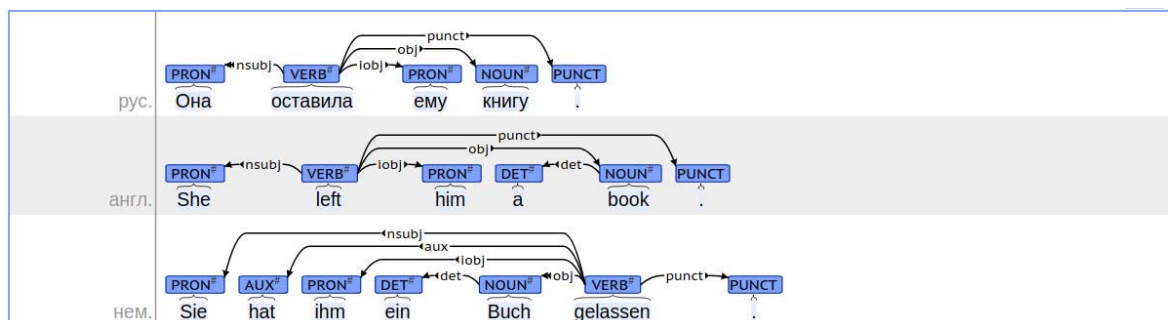 punct
obj
nsubj iobj
PRON# VERB# PRON# NOUN# PUNCT
рус. Она оставила ему книгу .
punct
obj
nsubj iobj det
PRON# VERB# PRON# DET# NOUN# PUNCT
англ. She left him a book .
nsubj
aux
iobj
det obj punct
PRON# AUX# PRON# DET# NOUN# VERB# PUNCT
нем. Sie hat ihm ein Buch gelassen .